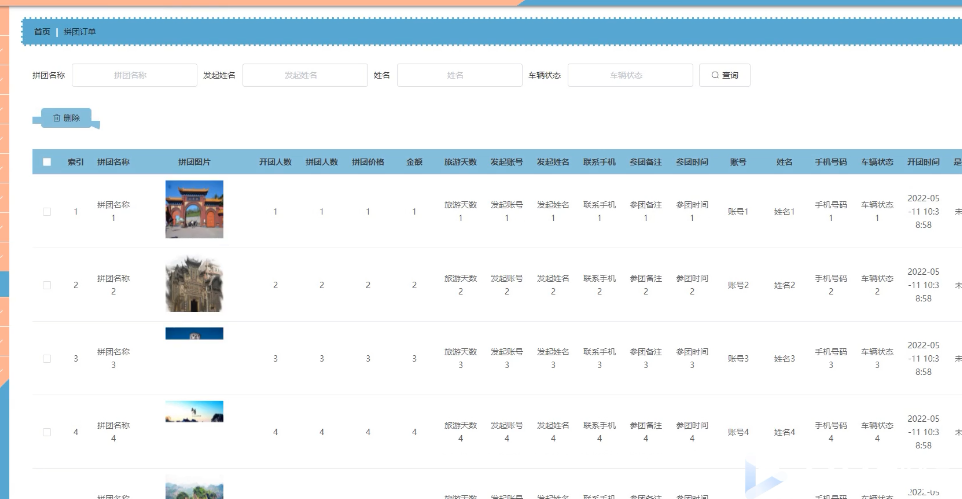 首页 拼团订单
拼团名称 拼团名称 发起姓名 发起姓名 姓名 姓名 车辆状态 车辆状态 查询
删除
索引 拼团名称 拼团图片 开团人数 拼团人数 拼团价格 金额 旅游天数 发起账号 发起姓名 联系手机 参团备注 参团时间 账号 姓名 手机号码 车辆状态 开团时间 是
1 拼团名称1 1 1 1 1 旅游天数1 发起账号1 发起姓名1 联系手机1 参团备注1 参团时间1 账号1 姓名1 手机号码1 车辆状态1 2022-05-11 10:38:58 未
2 拼团名称2 2 2 2 2 旅游天数2 发起账号2 发起姓名2 联系手机2 参团备注2 参团时间2 账号2 姓名2 手机号码2 车辆状态2 2022-05-11 10:38:58 未
3 拼团名称3 3 3 3 3 旅游天数3 发起账号3 发起姓名3 联系手机3 参团备注3 参团时间3 账号3 姓名3 手机号码3 车辆状态3 2022-05-11 10:38:58 未
4 拼团名称4 4 4 4 4 旅游天数4 发起账号4 发起姓名4 联系手机4 参团备注4 参团时间4 账号4 姓名4 手机号码4 车辆状态4 2022-05-11 10:38:58 未
拼团名称 旅游天数 发起账号 发起姓名 联系手机 参团备注 参团时间 手机号码 车辆状态 2022-05